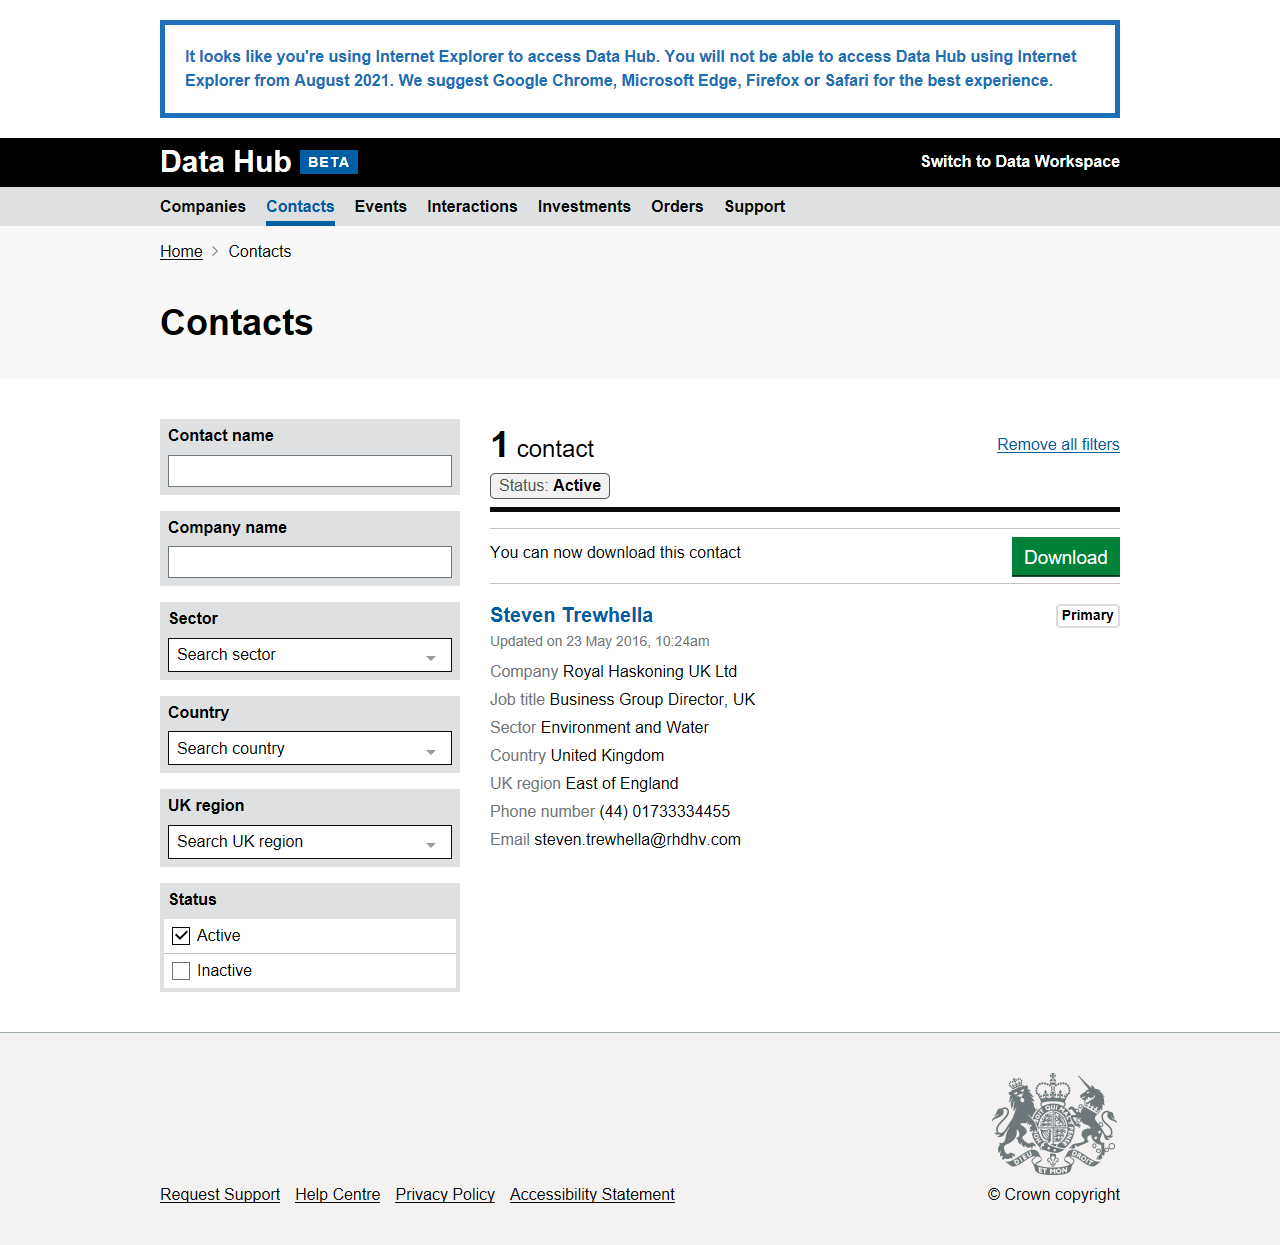 It looks like you're using Internet Explorer to access Data Hub. You will not be able to access Data Hub using Internet
Explorer from August 2021. We suggest Google Chrome, Microsoft Edge, Firefox or Safari for the best experience.
Data Hub BETA
Switch to Data Workspace
Companies Contacts Events Interactions Investments Orders Support
Home Contacts
Contacts
Contact name
Company name
Sector
Search sector
Country
Search country
UK region
Search UK region
Status
Active
Inactive
1 contact
Remove all filters
Status: Active
You can now download this contact
Download
Steven Trewhella
Primary
Updated on 23 May 2016, 10:24am
Company Royal Haskoning UK Ltd
Job title Business Group Director, UK
Sector Environment and Water
Country United Kingdom
UK region East of England
Phone number (44) 01733334455
Email steven.trewhella@rhdhv.com
DIEU ET MON DROIT
Request Support Help Centre Privacy Policy Accessibility Statement
© Crown copyright